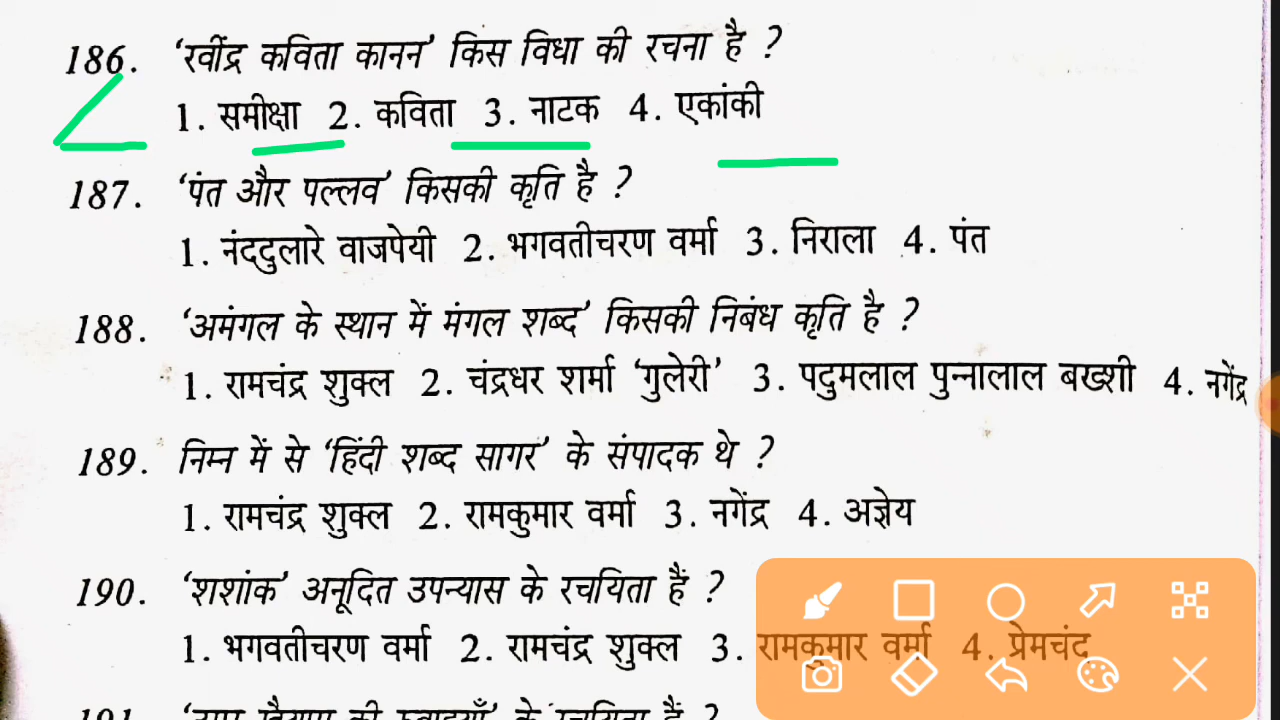 186. ‘रवींद्र कविता कानन’ किस विधा की रचना है ?
1. समीक्षा 2. कविता 3. नाटक 4. एकांकी
187. ‘पंत और पल्लव’ किसकी कृति है ?
1. नंददुलारे वाजपेयी 2. भगवतीचरण वर्मा 3. निराला 4. पंत
188. ‘अमंगल के स्थान में मंगल शब्द’ किसकी निबंध कृति है ?
1. रामचंद्र शुक्ल 2. चंद्रधर शर्मा ‘गुलेरी’ 3. पदुमलाल पुन्नालाल बख्शी 4. नगेंद्र
189. निम्न में से ‘हिंदी शब्द सागर’ के संपादक थे ?
1. रामचंद्र शुक्ल 2. रामकुमार वर्मा 3. नगेंद्र 4. अज्ञेय
190. ‘शशांक’ अनूदित उपन्यास के रचयिता हैं ?
1. भगवतीचरण वर्मा 2. रामचंद्र शुक्ल 3. रामकुमार वर्मा 4. प्रेमचंद